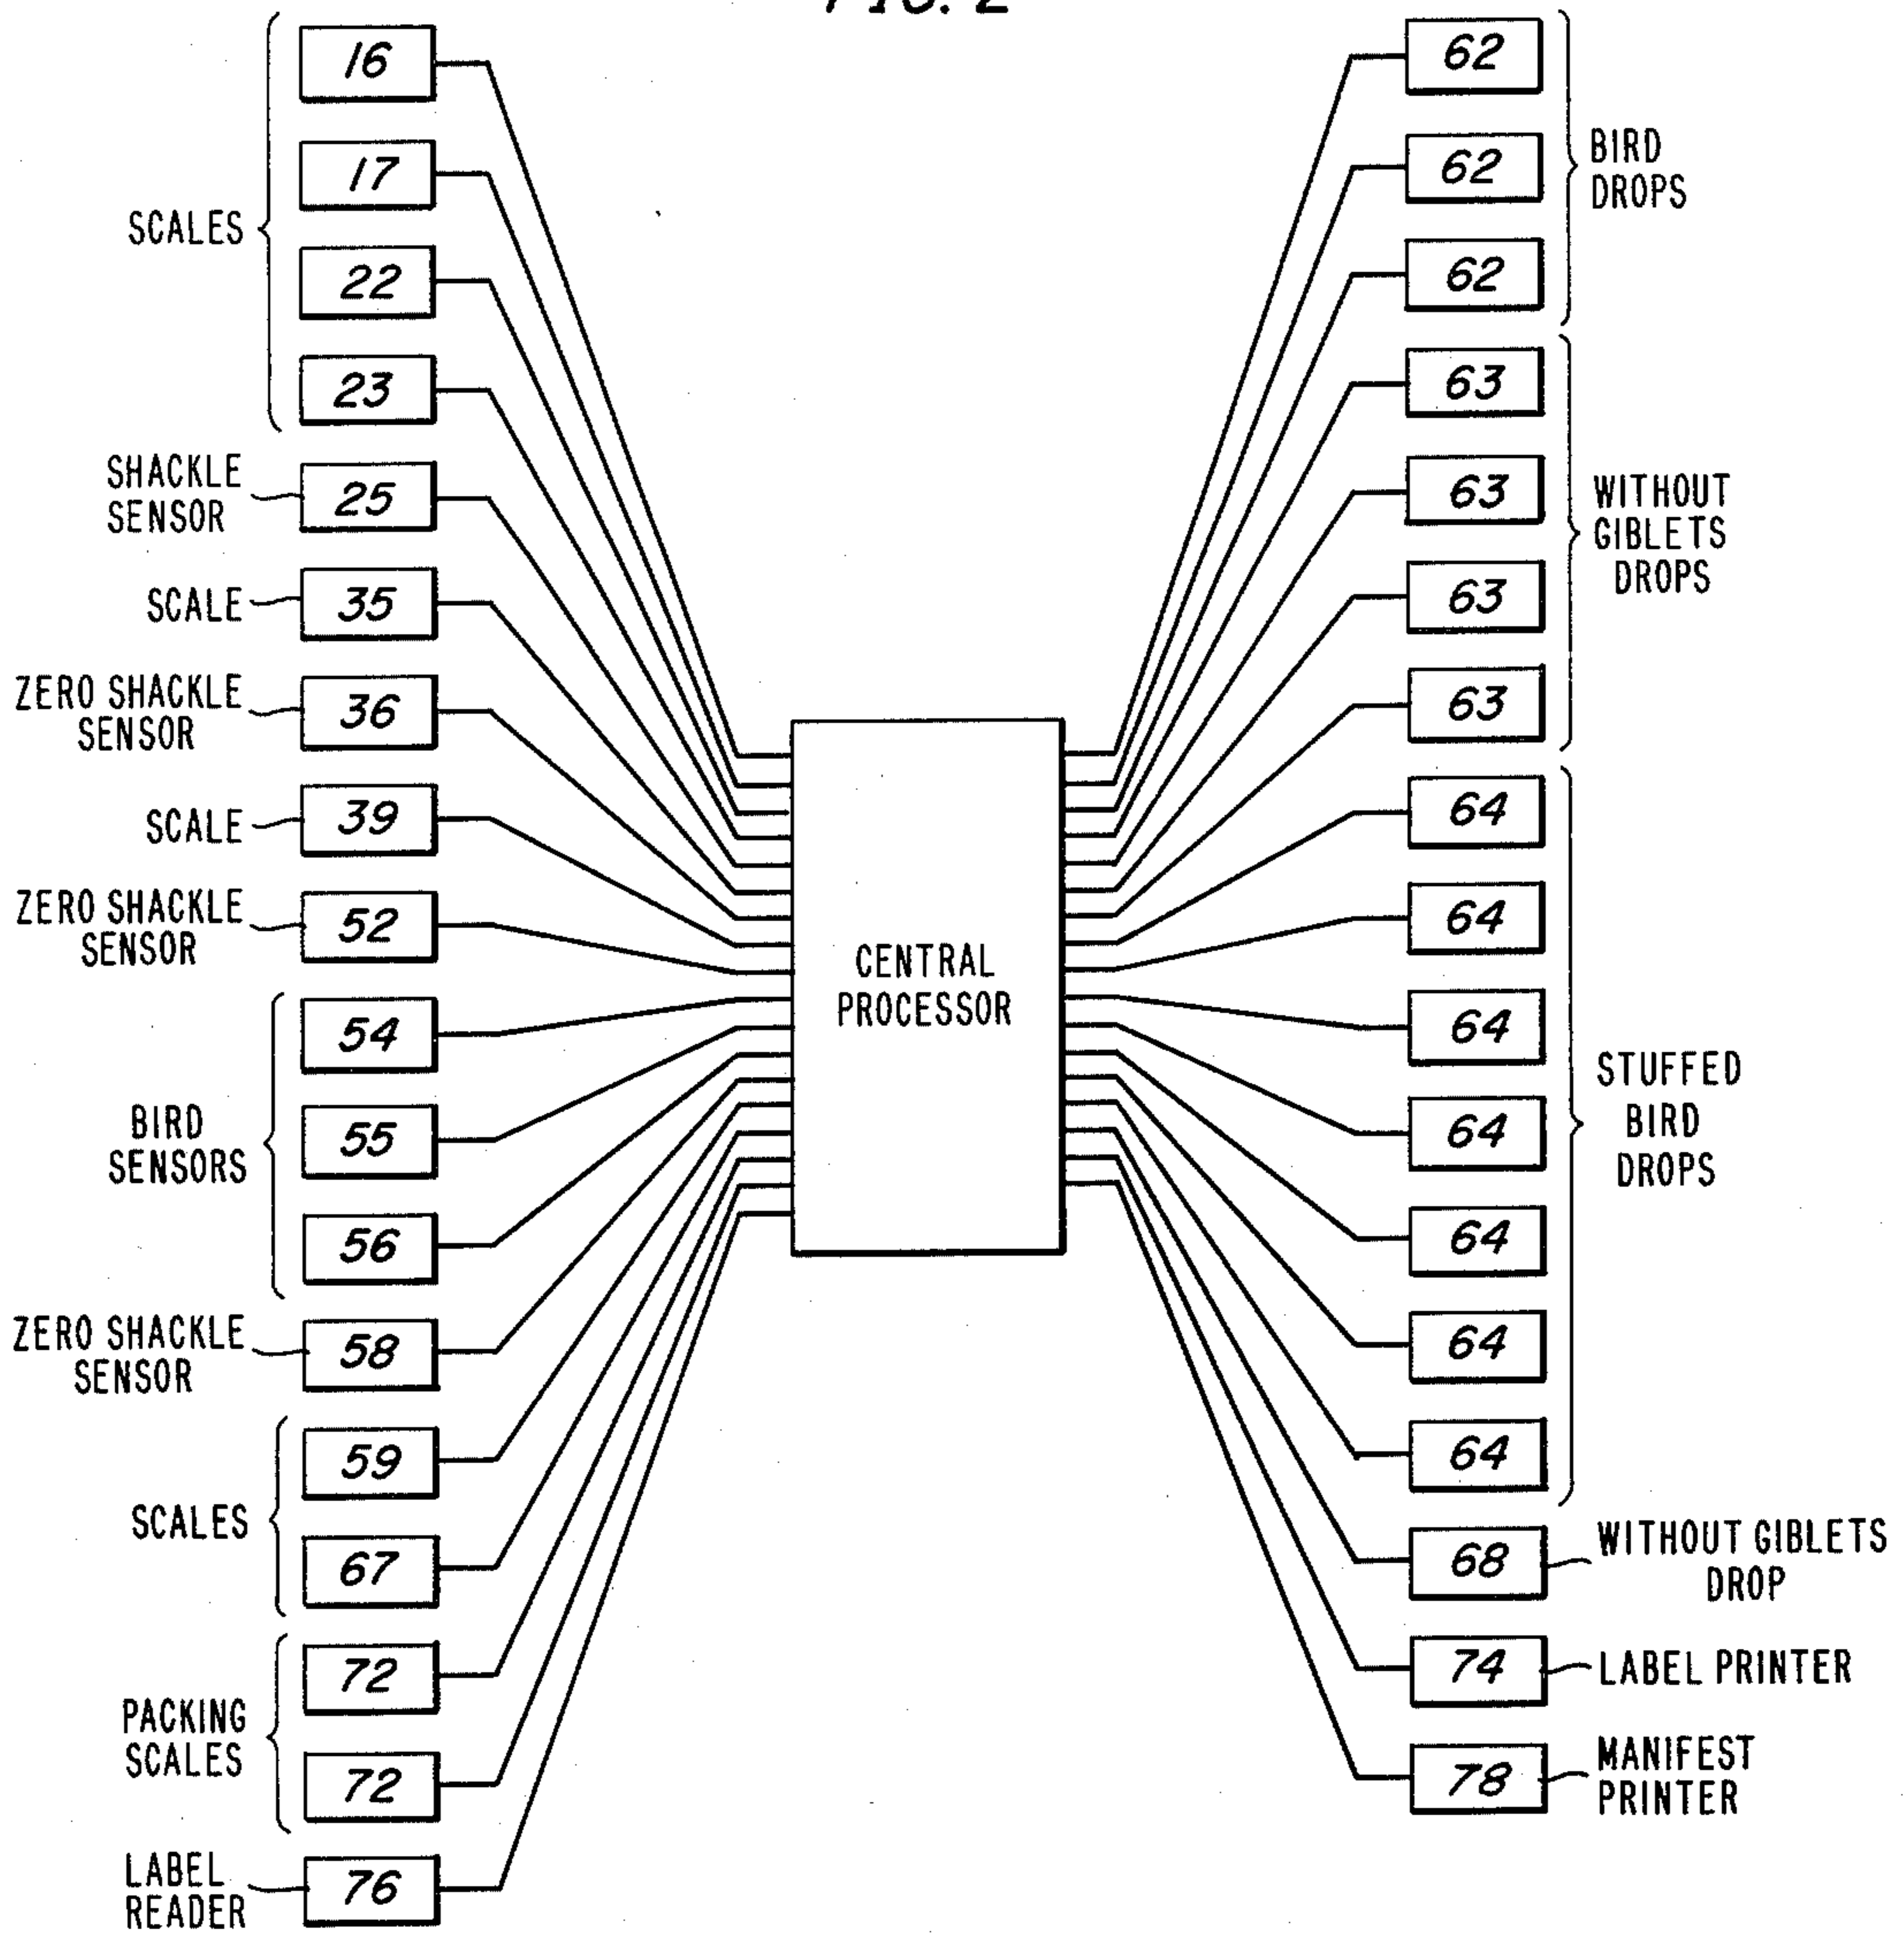 FIG. 2
16
17
22
23
SCALES
25
SHACKLE
SENSOR
35
SCALE
36
ZERO SHACKLE
SENSOR
39
SCALE
52
ZERO SHACKLE
SENSOR
54
55
56
BIRD
SENSORS
58
ZERO SHACKLE
SENSOR
59
67
SCALES
72
72
PACKING
SCALES
76
LABEL
READER
CENTRAL
PROCESSOR
62
62
62
BIRD
DROPS
63
63
63
63
WITHOUT
GIBLETS
DROPS
64
64
64
64
64
64
64
STUFFED
BIRD
DROPS
68
WITHOUT GIBLETS
DROP
74
LABEL PRINTER
78
MANIFEST
PRINTER